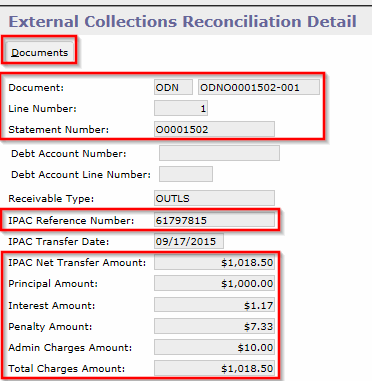 External Collections Reconciliation Detail
Documents
Document: ODN ODNO0001502-001
Line Number: 1
Statement Number: O0001502
Debt Account Number:
Debt Account Line Number:
Receivable Type: OUTLS
IPAC Reference Number: 61797815
IPAC Transfer Date: 09/17/2015
IPAC Net Transfer Amount: $1,018.50
Principal Amount: $1,000.00
Interest Amount: $1.17
Penalty Amount: $7.33
Admin Charges Amount: $10.00
Total Charges Amount: $1,018.50